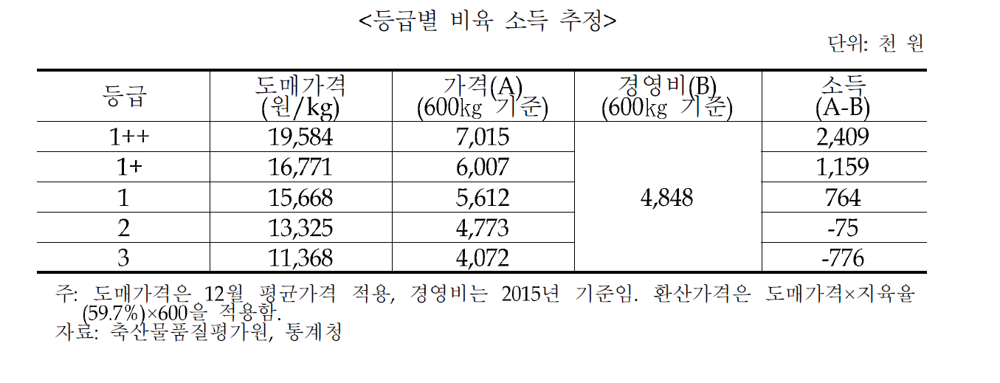 <등급별 비육 소득 추정>
단위: 천 원
등급 도매가격 (원/kg) 가격(A) (600kg 기준) 경영비(B) (600kg 기준) 소득 (A-B)
1++ 19,584 7,015 2,409
1+ 16,771 6,007 1,159
1 15,668 5,612 4,848 764
2 13,325 4,773 -75
3 11,368 4,072 -776
주: 도매가격은 12월 평균가격 적용, 경영비는 2015년 기준임. 환산가격은 도매가격×지육율
(59.7%)×600을 적용함.
자료: 축산물품질평가원, 통계청